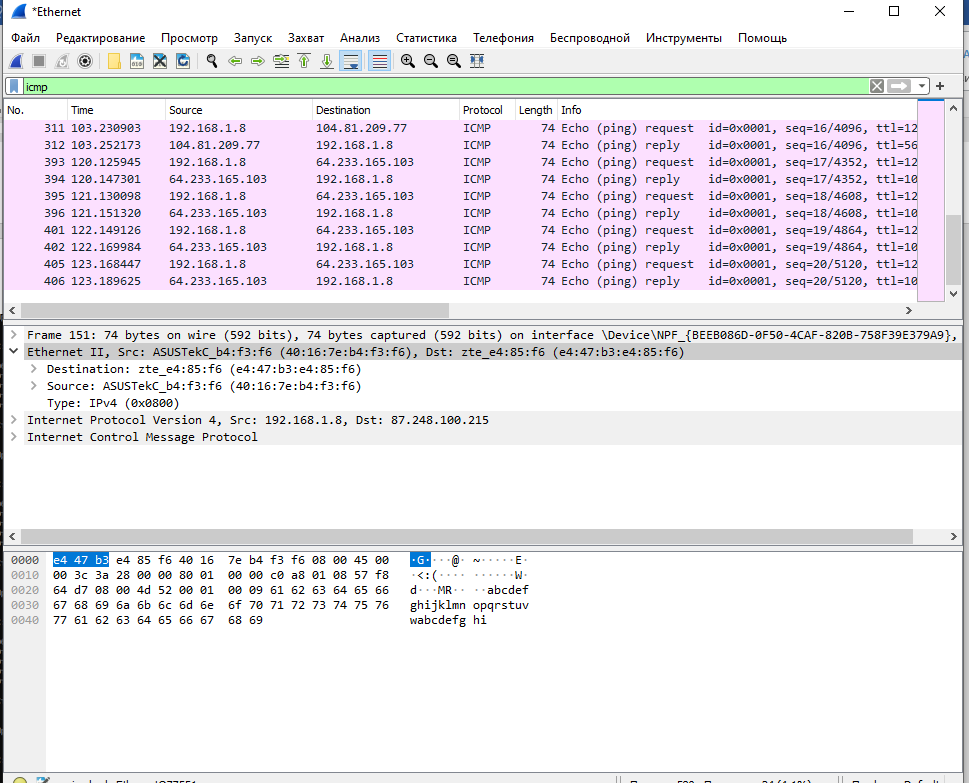 *Ethernet
Файл Редактирование Просмотр Запуск Захват Анализ Статистика Телефония Беспроводной Инструменты Помощь
icmp
No. Time Source Destination Protocol Length Info
311 103.230903 192.168.1.8 104.81.209.77 ICMP 74 Echo (ping) request id=0x0001, seq=16/4096, ttl=12
312 103.252173 104.81.209.77 192.168.1.8 ICMP 74 Echo (ping) reply id=0x0001, seq=16/4096, ttl=56
393 120.125945 192.168.1.8 64.233.165.103 ICMP 74 Echo (ping) request id=0x0001, seq=17/4352, ttl=12
394 120.147301 64.233.165.103 192.168.1.8 ICMP 74 Echo (ping) reply id=0x0001, seq=17/4352, ttl=10
395 121.130098 192.168.1.8 64.233.165.103 ICMP 74 Echo (ping) request id=0x0001, seq=18/4608, ttl=12
396 121.151320 64.233.165.103 192.168.1.8 ICMP 74 Echo (ping) reply id=0x0001, seq=18/4608, ttl=10
401 122.149126 192.168.1.8 64.233.165.103 ICMP 74 Echo (ping) request id=0x0001, seq=19/4864, ttl=12
402 122.169984 64.233.165.103 192.168.1.8 ICMP 74 Echo (ping) reply id=0x0001, seq=19/4864, ttl=10
405 123.168447 192.168.1.8 64.233.165.103 ICMP 74 Echo (ping) request id=0x0001, seq=20/5120, ttl=12
406 123.189625 64.233.165.103 192.168.1.8 ICMP 74 Echo (ping) reply id=0x0001, seq=20/5120, ttl=10
Frame 151: 74 bytes on wire (592 bits), 74 bytes captured (592 bits) on interface \Device\NPF_{BEEB086D-0F50-4CAF-820B-758F39E379A9},
Ethernet II, Src: ASUSTekC_b4:f3:f6 (40:16:7e:b4:f3:f6), Dst: zte_e4:85:f6 (e4:47:b3:e4:85:f6)
Destination: zte_e4:85:f6 (e4:47:b3:e4:85:f6)
Source: ASUSTekC_b4:f3:f6 (40:16:7e:b4:f3:f6)
Type: IPv4 (0x0800)
Internet Protocol Version 4, Src: 192.168.1.8, Dst: 87.248.100.215
Internet Control Message Protocol
0000 e4 47 b3 e4 85 f6 40 16 7e b4 f3 f6 08 00 45 00 ·G····@· ~·····E·
0010 00 3c 3a 28 00 00 80 01 00 00 c0 a8 01 08 57 f8 ·<:(···· ······W·
0020 64 d7 08 00 4d 52 00 01 00 09 61 62 63 64 65 66 d···MR·· ··abcdef
0030 67 68 69 6a 6b 6c 6d 6e 6f 70 71 72 73 74 75 76 ghijklmn opqrstuv
0040 77 61 62 63 64 65 66 67 68 69 wabcdefg hi